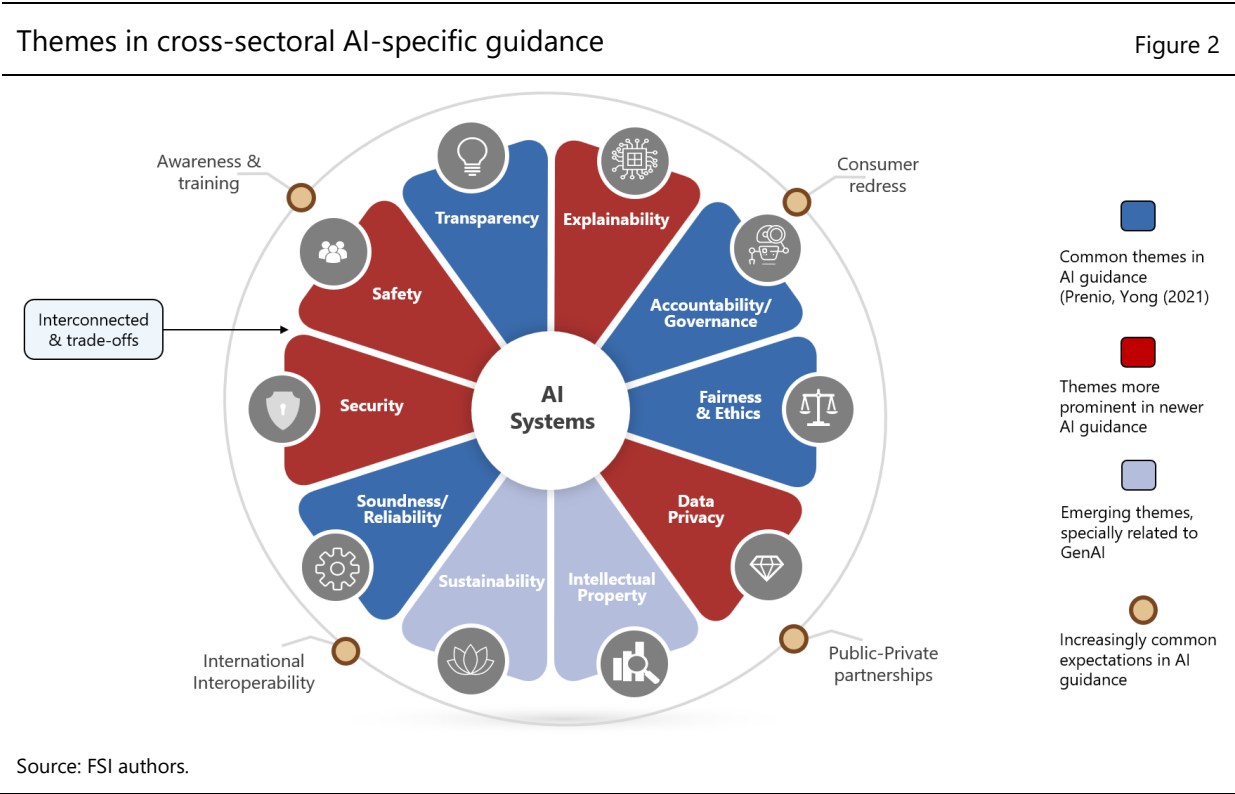 Themes in cross-sectoral AI-specific guidance
Figure 2
Awareness &
training
Consumer
redress
Transparency
Explainability
Safety
Accountability/
Governance
Interconnected
& trade-offs
Security
AI
Systems
Fairness
& Ethics
Soundness/
Reliability
Data
Privacy
Sustainability
Intellectual
Property
International
Interoperability
Public-Private
partnerships
Common themes in
AI guidance
(Prenio, Yong (2021)
Themes more
prominent in newer
AI guidance
Emerging themes,
specially related to
GenAI
Increasingly common
expectations in AI
guidance
Source: FSI authors.